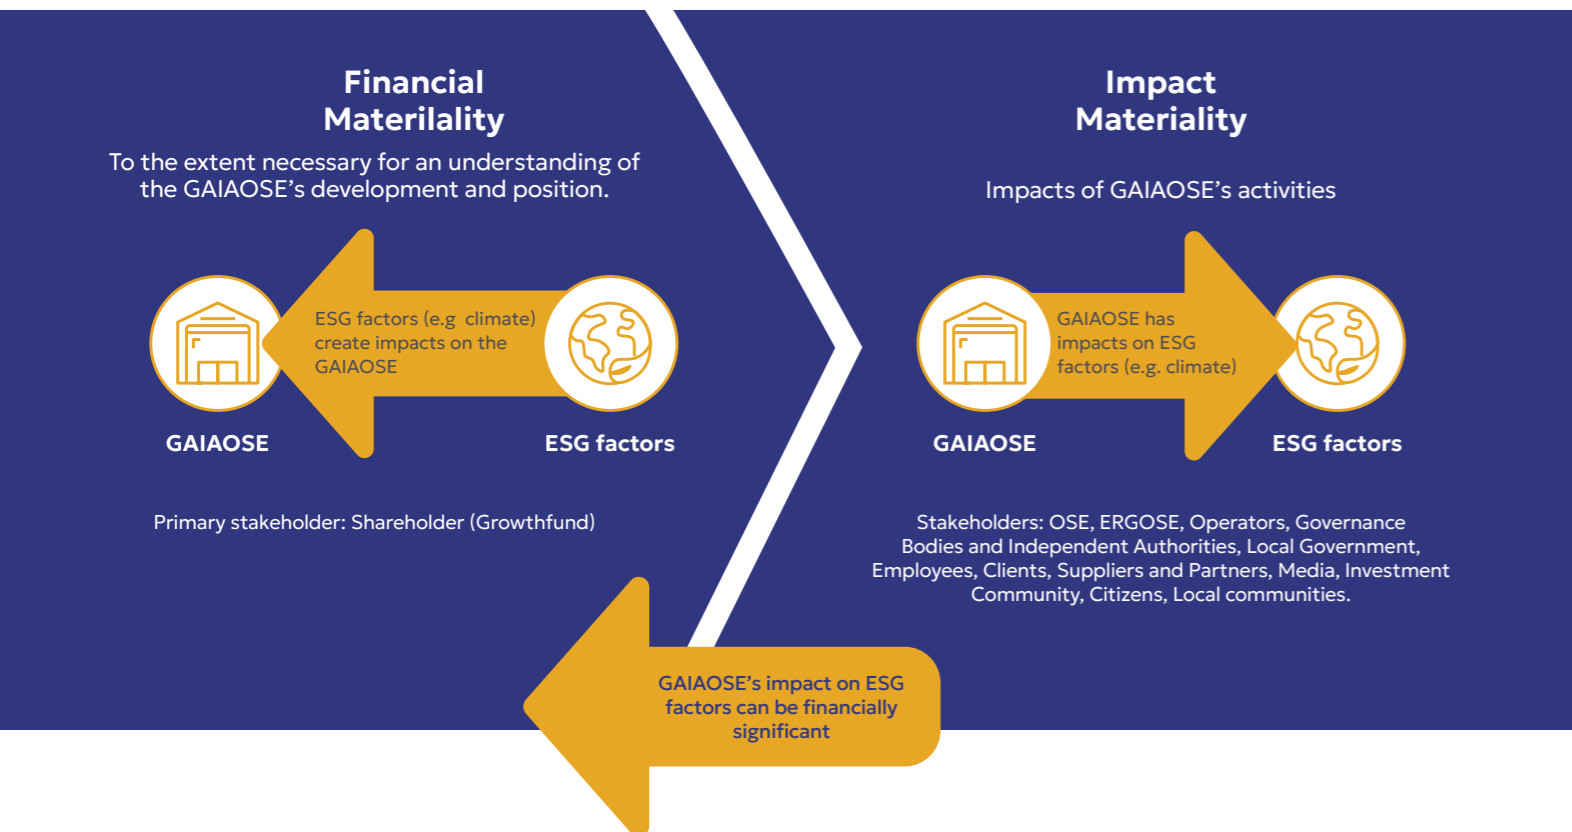 Financial
Materilality
To the extent necessary for an understanding of
the GAIAOSE’s development and position.
ESG factors (e.g climate)
create impacts on the
GAIAOSE
GAIAOSE
ESG factors
Primary stakeholder: Shareholder (Growthfund)
Impact
Materiality
Impacts of GAIAOSE’s activities
GAIAOSE has
impacts on ESG
factors (e.g. climate)
GAIAOSE
ESG factors
Stakeholders: OSE, ERGOSE, Operators, Governance
Bodies and Independent Authorities, Local Government,
Employees, Clients, Suppliers and Partners, Media, Investment
Community, Citizens, Local communities.
GAIAOSE’s impact on ESG
factors can be financially
significant